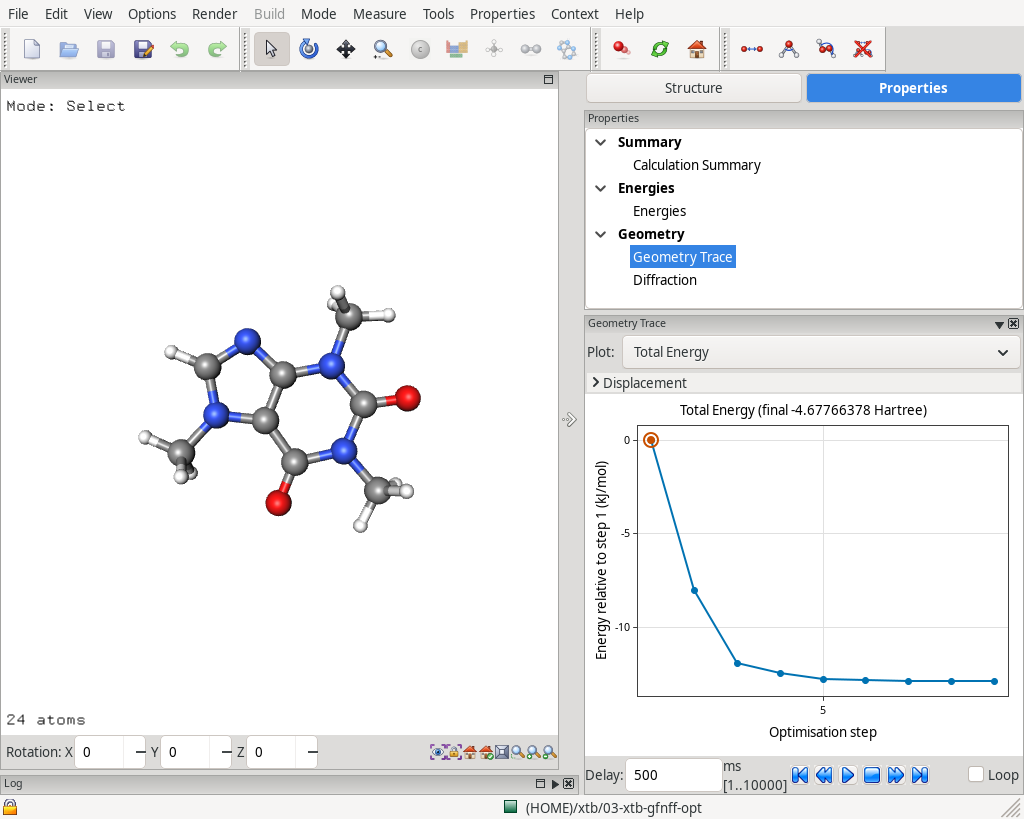 File Edit View Options Render Build Mode Measure Tools Properties Context Help
Viewer
Mode: Select
24 atoms
Rotation: X 0 Y 0 Z 0
Log
Structure Properties
Properties
Summary
Calculation Summary
Energies
Energies
Geometry
Geometry Trace
Diffraction
Geometry Trace
Plot: Total Energy
Displacement
Total Energy (final -4.67766378 Hartree)
Energy relative to step 1 (kJ/mol)
0
-5
-10
5
Optimisation step
Delay: 500 ms [1..10000] Loop
(HOME)/xtb/03-xtb-gfnff-opt